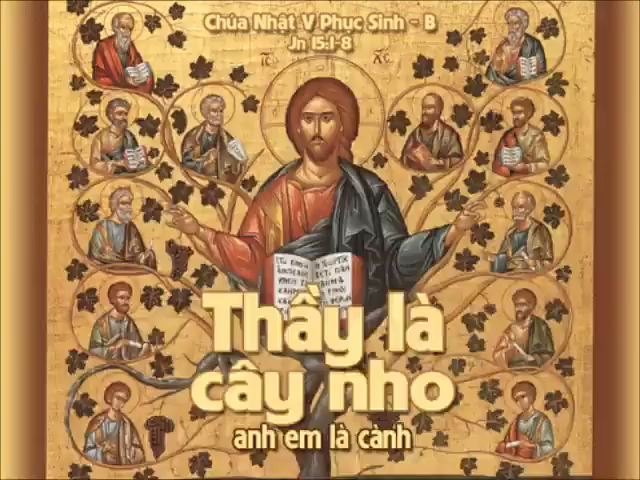 Chúa Nhật V Phục Sinh - B
Jn 15:1-8
Thầy là
cây nho
anh em là cành